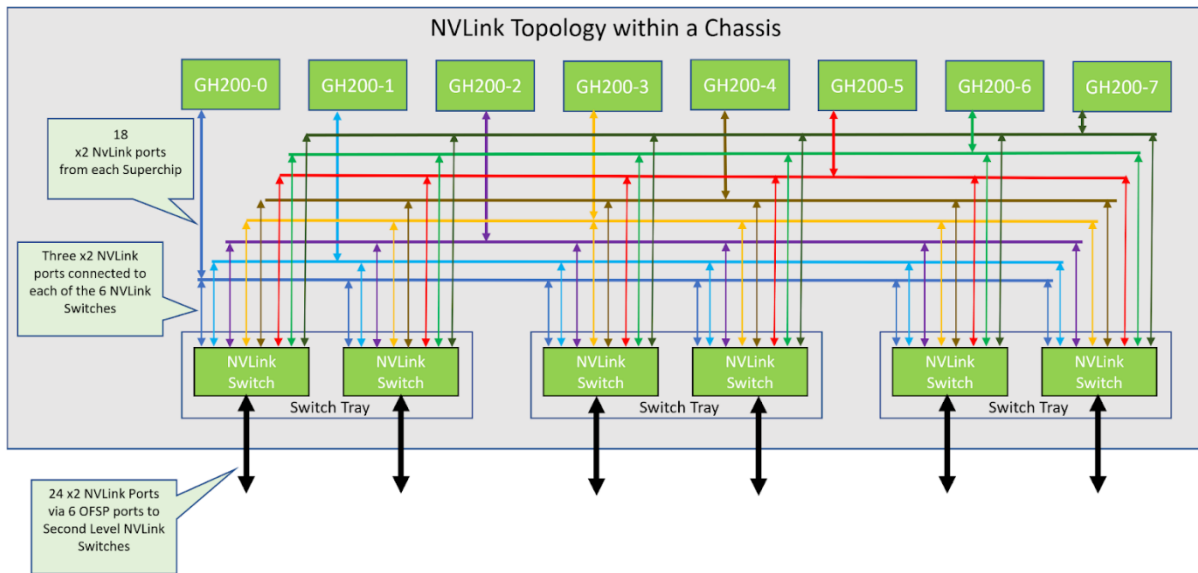 NVLink Topology within a Chassis
GH200-0
GH200-1
GH200-2
GH200-3
GH200-4
GH200-5
GH200-6
GH200-7
18
x2 NvLink ports
from each Superchip
Three x2 NVLink
ports connected to
each of the 6 NVLink
Switches
NVLink
Switch
NVLink
Switch
Switch Tray
NVLink
Switch
NVLink
Switch
Switch Tray
NVLink
Switch
NVLink
Switch
Switch Tray
24 x2 NVLink Ports
via 6 OFSP ports to
Second Level NVLink
Switches